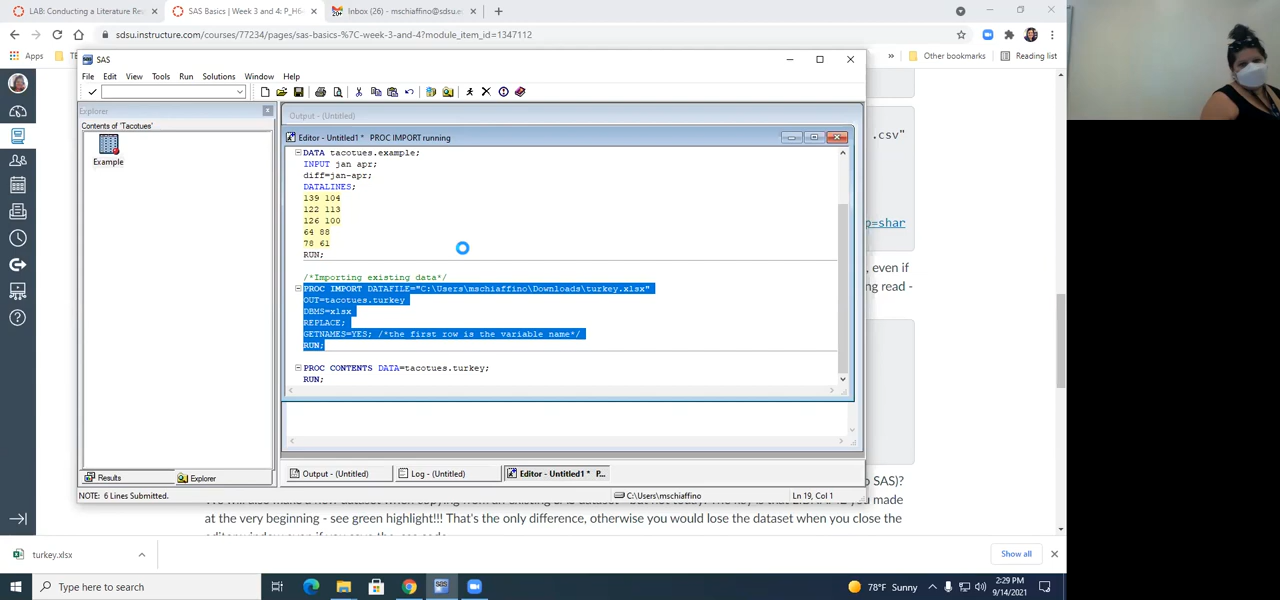 LAB: Conducting a Literature Re
SAS Basics | Week 3 and 4: P_H6
Inbox (26) - mschiaffino@sdsu.e
sdsu.instructure.com/courses/77234/pages/sas-basics-%7C-week-3-and-4?module_item_id=1347112
Apps
Other bookmarks
Reading list
SAS
File Edit View Tools Run Solutions Window Help
Explorer
Contents of 'Tacotues'
Example
Output - (Untitled)
Editor - Untitled1 * PROC IMPORT running
DATA tacotues.example;
INPUT jan apr;
diff=jan-apr;
DATALINES;
139 104
122 113
126 100
64 88
78 61
RUN;
/*Importing existing data*/
PROC IMPORT DATAFILE="C:\Users\mschiaffino\Downloads\turkey.xlsx"
OUT=tacotues.turkey
DBMS=xlsx
REPLACE;
GETNAMES=YES; /*the first row is the variable name*/
RUN;
PROC CONTENTS DATA=tacotues.turkey;
RUN;
.csv"
p=shar
, even if
ng read -
Results
Explorer
Output - (Untitled)
Log - (Untitled)
Editor - Untitled1 * P...
NOTE: 6 Lines Submitted.
C:\Users\mschiaffino
Ln 19, Col 1
o SAS)?
you made
at the very beginning - see green highlight!!! That's the only difference, otherwise you would lose the dataset when you close the
turkey.xlsx
Show all
Type here to search
78°F Sunny
2:29 PM
9/14/2021